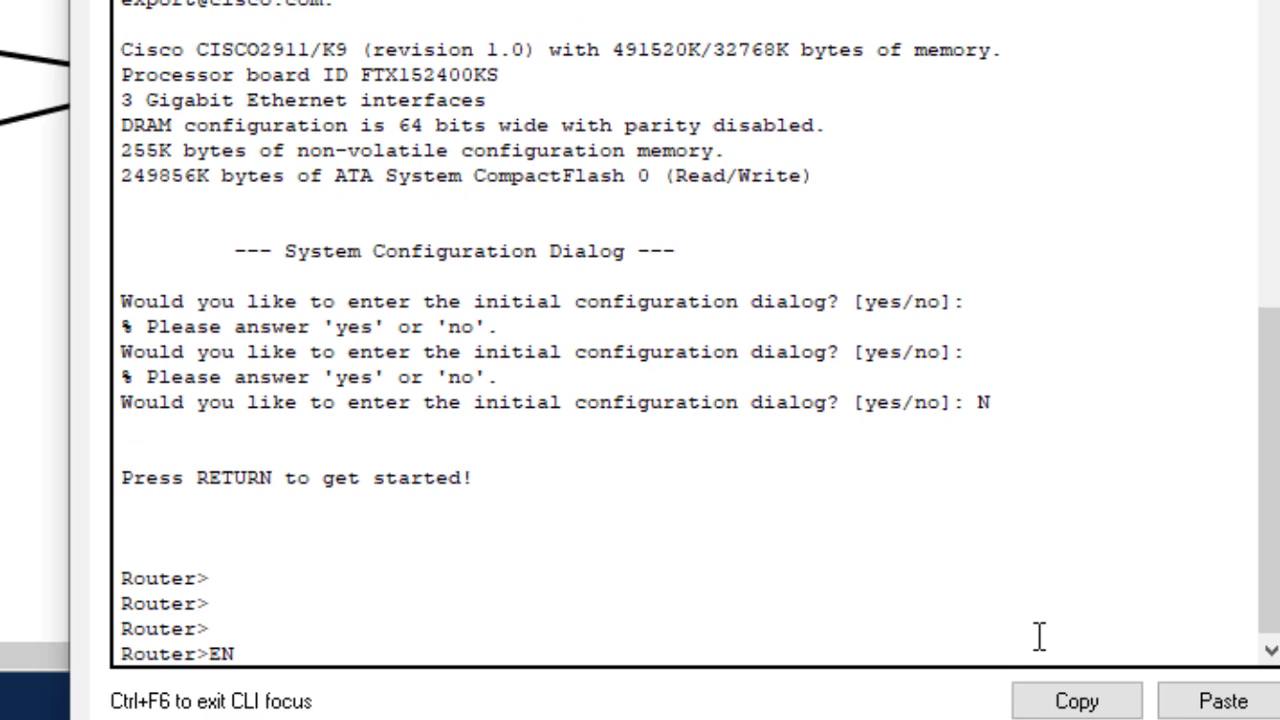 export@cisco.com.
Cisco CISCO2911/K9 (revision 1.0) with 491520K/32768K bytes of memory.
Processor board ID FTX152400KS
3 Gigabit Ethernet interfaces
DRAM configuration is 64 bits wide with parity disabled.
255K bytes of non-volatile configuration memory.
249856K bytes of ATA System CompactFlash 0 (Read/Write)
--- System Configuration Dialog ---
Would you like to enter the initial configuration dialog? [yes/no]:
% Please answer 'yes' or 'no'.
Would you like to enter the initial configuration dialog? [yes/no]:
% Please answer 'yes' or 'no'.
Would you like to enter the initial configuration dialog? [yes/no]: N
Press RETURN to get started!
Router>
Router>
Router>
Router>EN
Ctrl+F6 to exit CLI focus
Copy
Paste